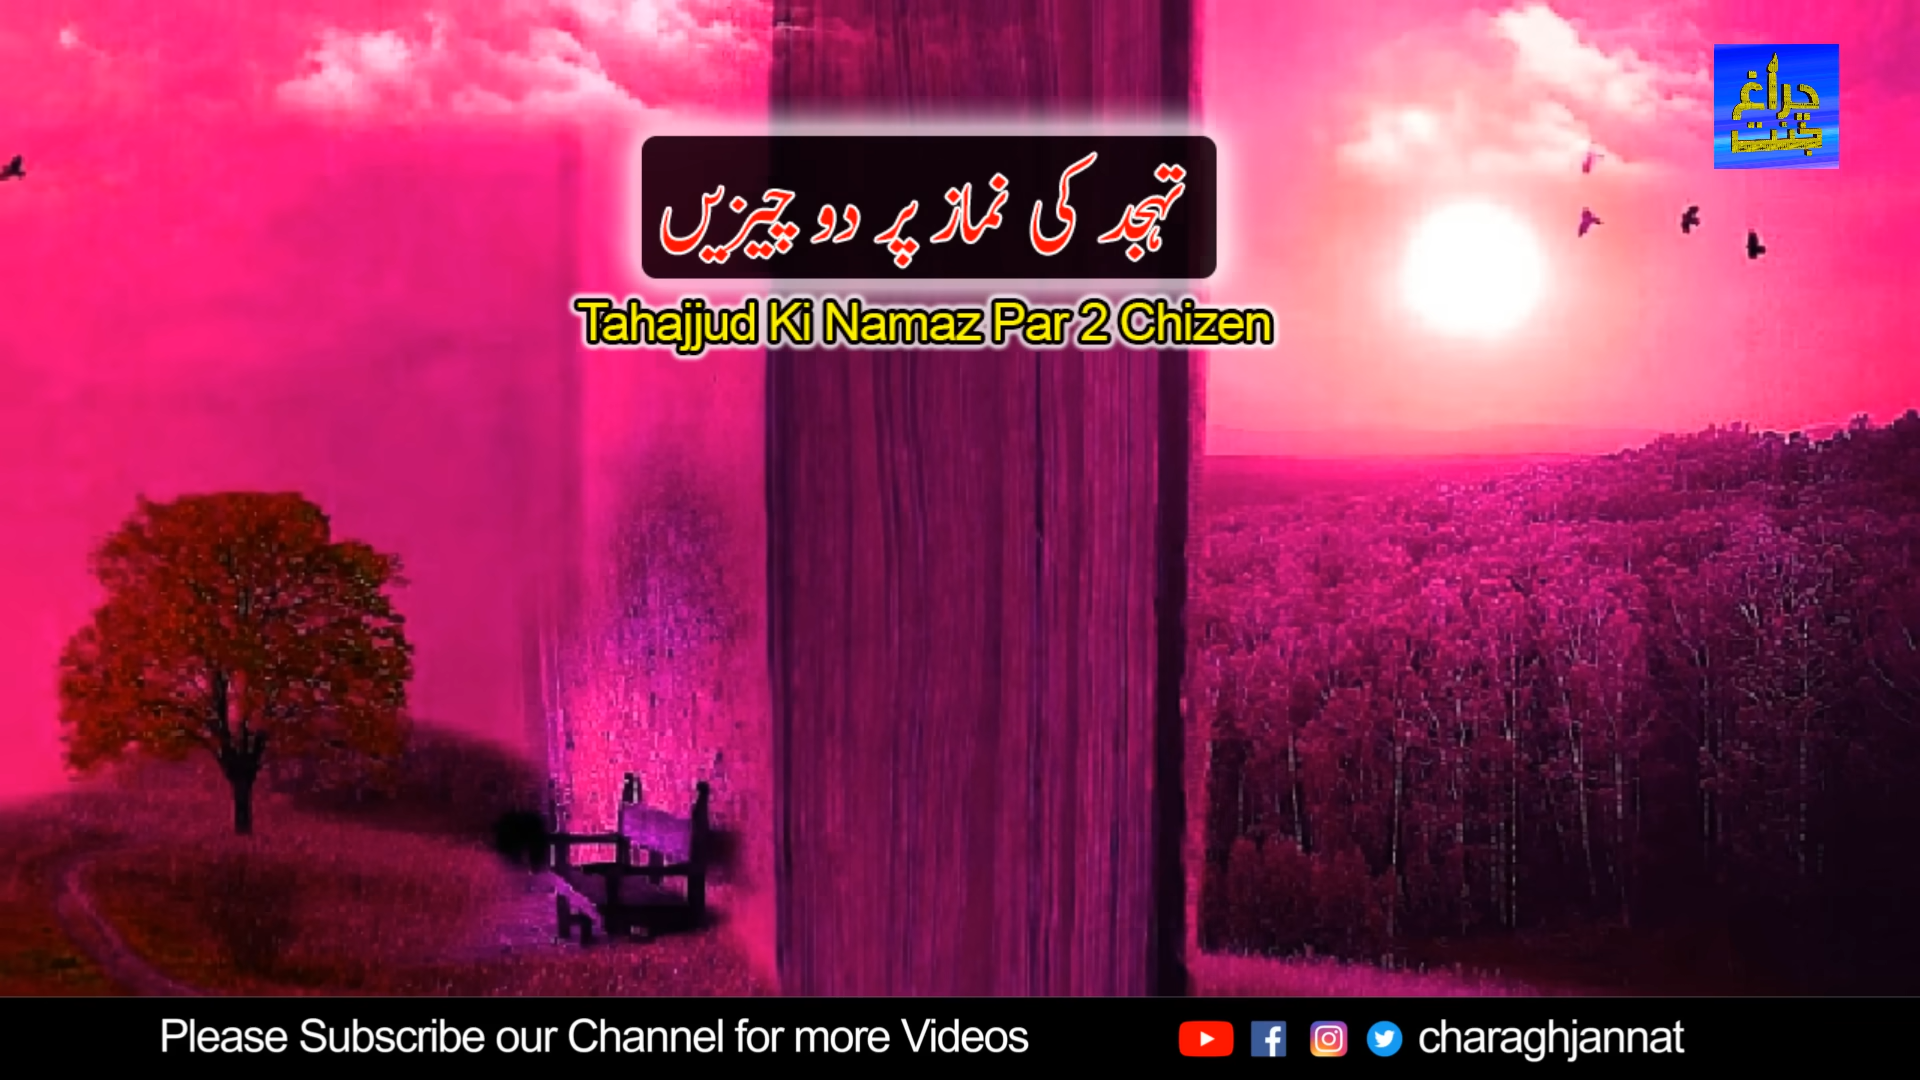 چراغ
جنت
تہجد کی نماز پر دو چیزیں
Tahajjud Ki Namaz Par 2 Chizen
Please Subscribe our Channel for more Videos
charaghjannat